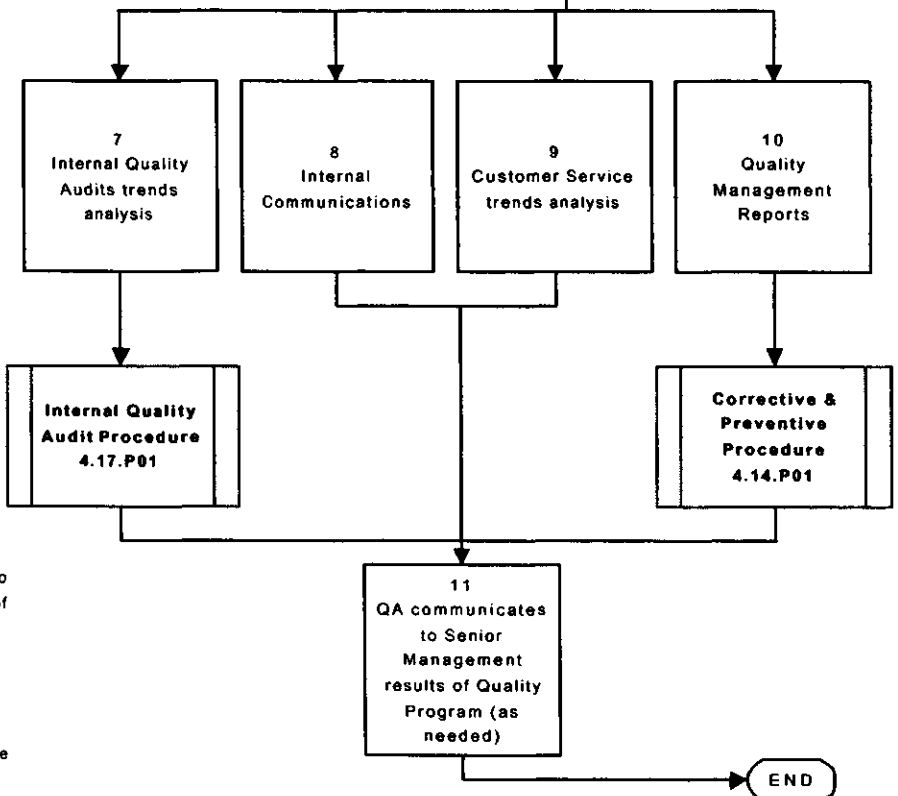 7
Internal Quality
Audits trends
analysis
8
Internal
Communications
9
Customer Service
trends analysis
10
Quality
Management
Reports
Internal Quality
Audit Procedure
4.17.P01
Corrective &
Preventive
Procedure
4.14.P01
o
of
e
11
QA communicates
to Senior
Management
results of Quality
Program (as
needed)
END